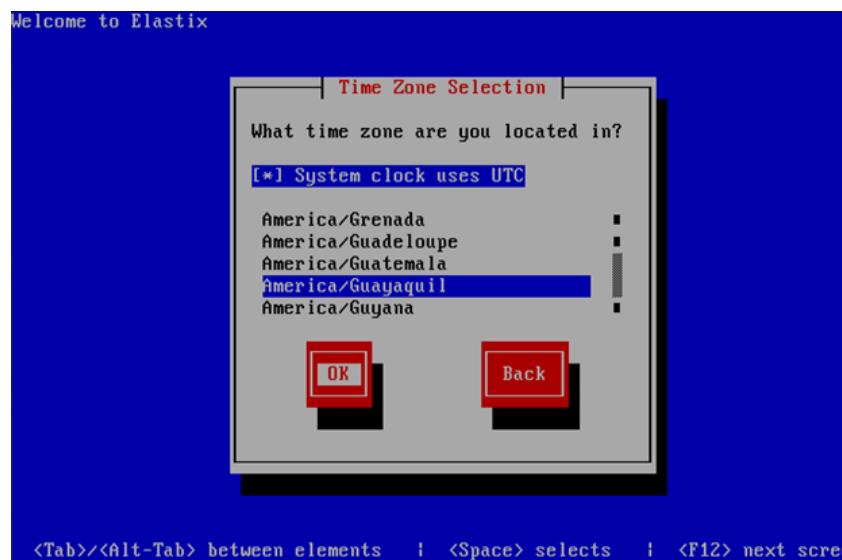 Welcome to Elastix
Time Zone Selection
What time zone are you located in?
[*] System clock uses UTC
America/Grenada
America/Guadeloupe
America/Guatemala
America/Guayaquil
America/Guyana
OK Back
<Tab>/<Alt-Tab> between elements | <Space> selects | <F12> next scre